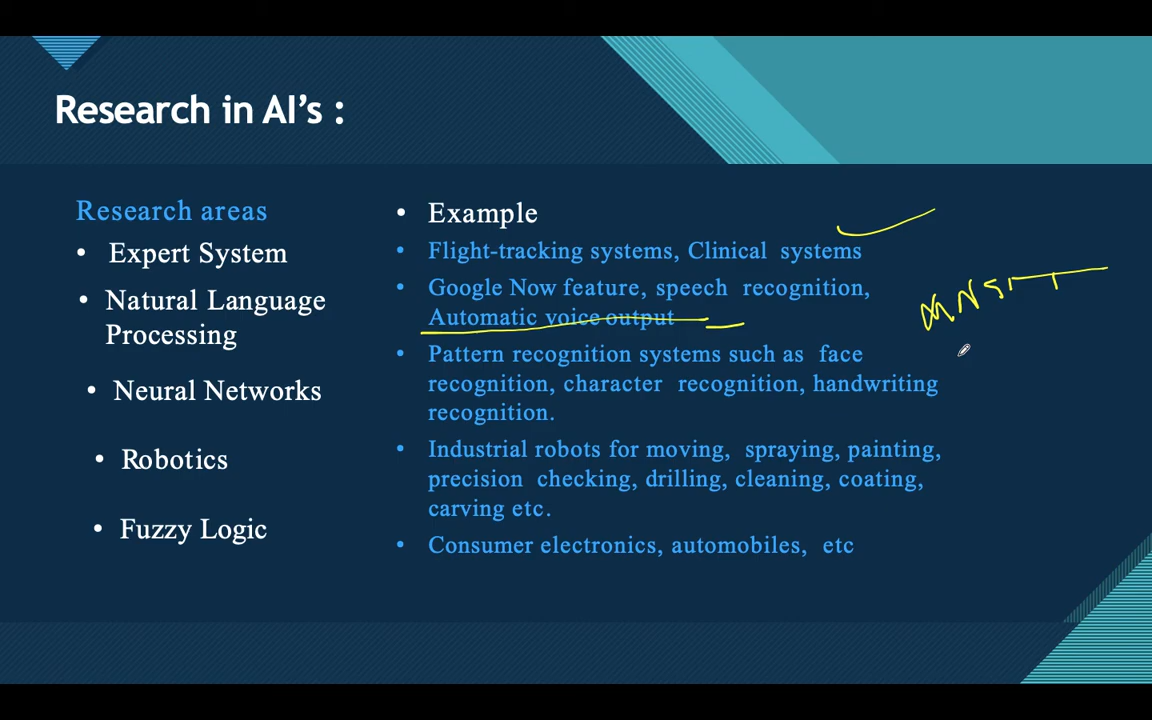 Research in AI's :
Research areas
• Expert System
• Natural Language
Processing
• Neural Networks
• Robotics
• Fuzzy Logic
• Example
• Flight-tracking systems, Clinical systems
• Google Now feature, speech recognition,
Automatic voice output
• Pattern recognition systems such as face
recognition, character recognition, handwriting
recognition.
• Industrial robots for moving, spraying, painting,
precision checking, drilling, cleaning, coating,
carving etc.
• Consumer electronics, automobiles, etc